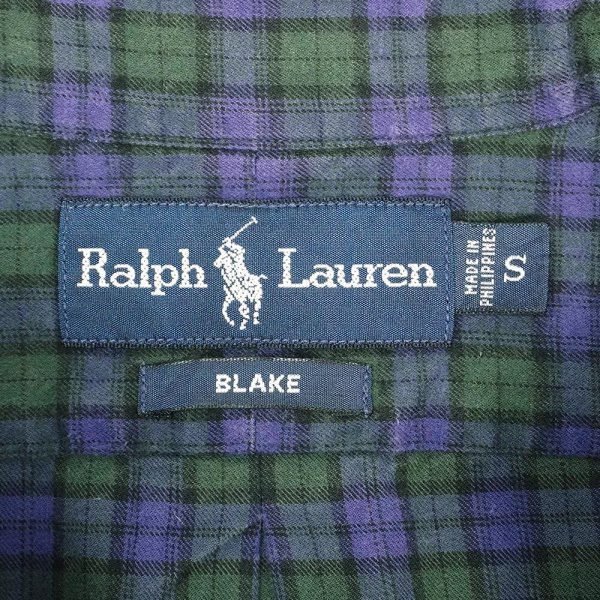 Ralph Lauren
MADE IN
PHILIPPINES
S
BLAKE